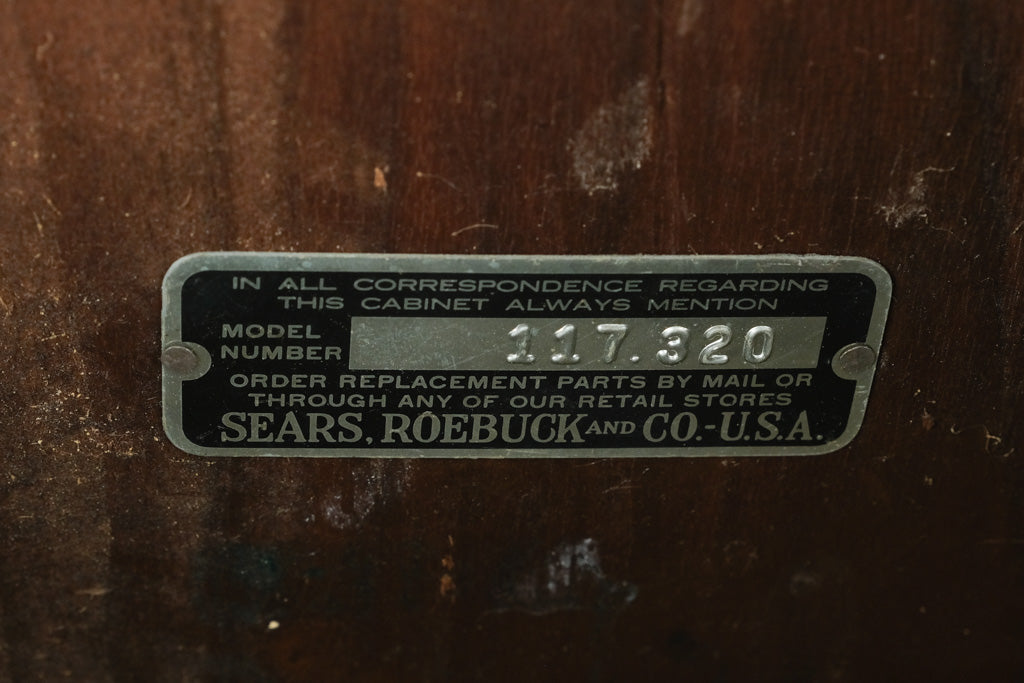 IN ALL CORRESPONDENCE REGARDING
THIS CABINET ALWAYS MENTION
MODEL
NUMBER 117.320
ORDER REPLACEMENT PARTS BY MAIL OR
THROUGH ANY OF OUR RETAIL STORES
SEARS, ROEBUCK AND CO.-U.S.A.